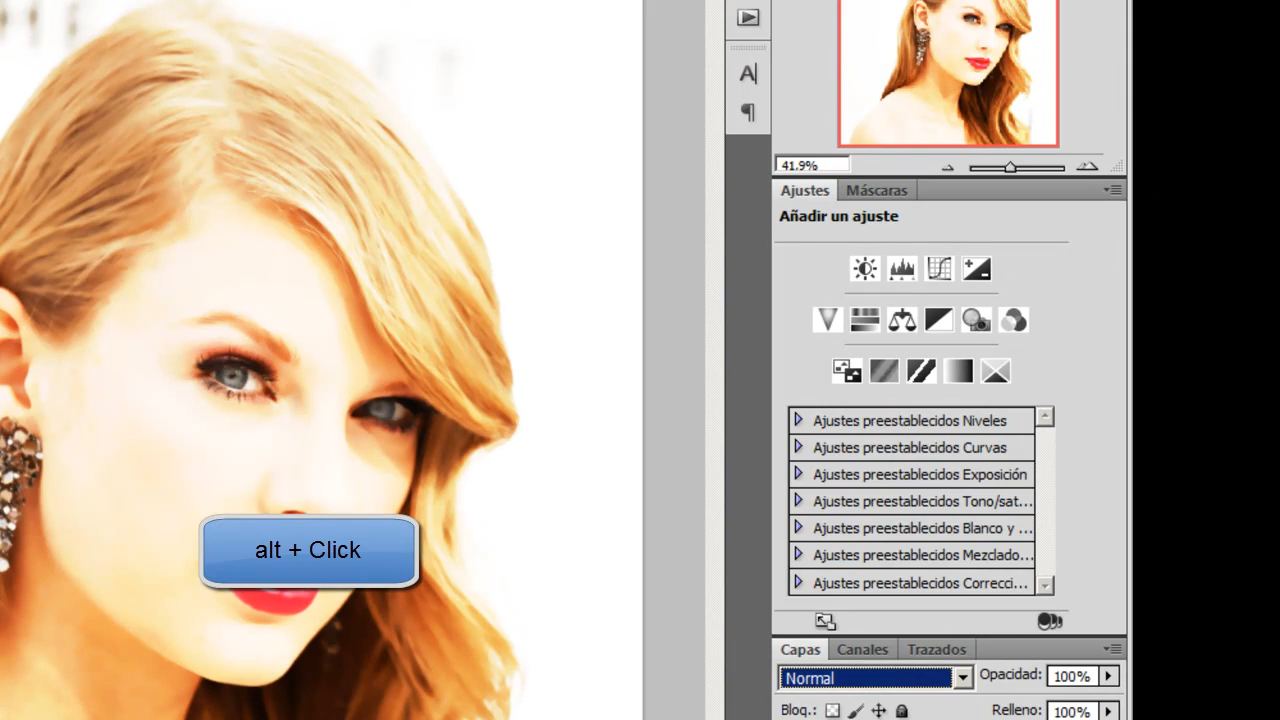 41,9%
Ajustes Máscaras
Añadir un ajuste
Ajustes preestablecidos Niveles
Ajustes preestablecidos Curvas
Ajustes preestablecidos Exposición
Ajustes preestablecidos Tono/sat...
Ajustes preestablecidos Blanco y ...
Ajustes preestablecidos Mezclado...
Ajustes preestablecidos Correcci...
alt + Click
Capas Canales Trazados
Normal Opacidad: 100%
Bloq.: Relleno: 100%